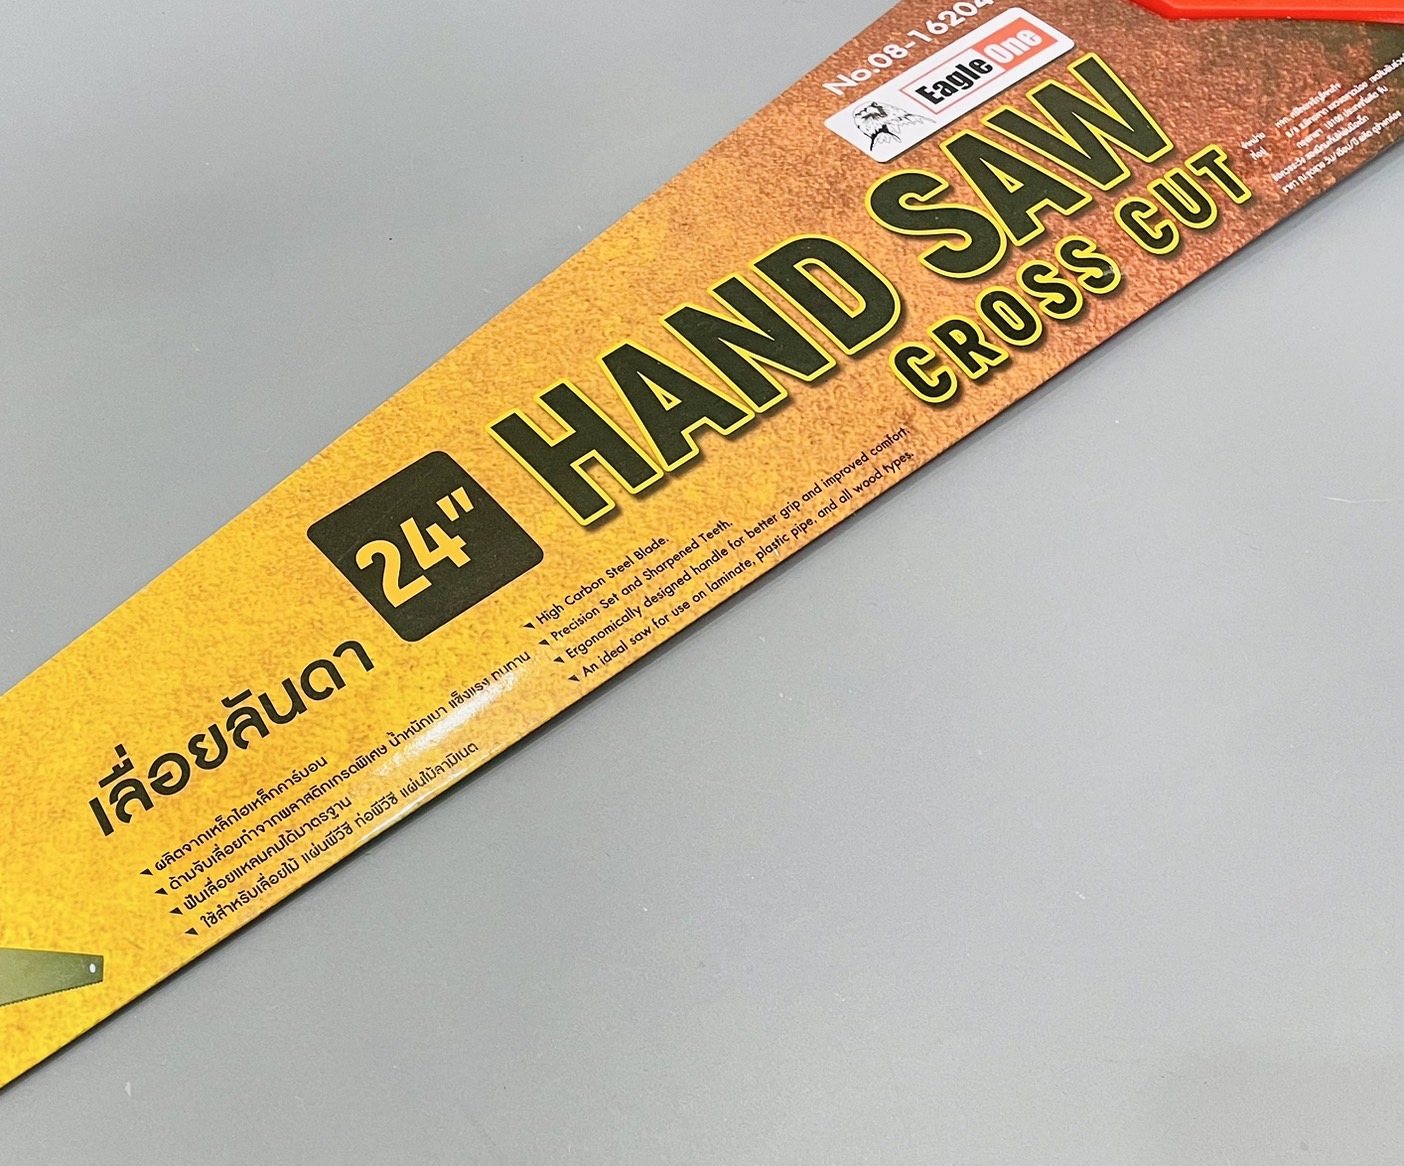 No.08-16204
Eagle One
HAND SAW
CROSS CUT
24"
เลื่อยลันดา
High Carbon Steel Blade.
Precision Set and Sharpened Teeth.
Ergonomically designed handle for better grip and improved comfort.
An ideal saw for use on laminate, plastic pipe, and all wood types.
ผลิตจากเหล็กไฮเหล็กคาร์บอน
ด้ามจับเลื่อยทำจากพลาสติกเกรดพิเศษ น้ำหนักเบา แข็งแรง ทนทาน
ฟันเลื่อยแหลมคมได้มาตรฐาน
ใช้สำหรับเลื่อยไม้ แผ่นพีวีซี ท่อพีวีซี แผ่นไม้ลามิเนต